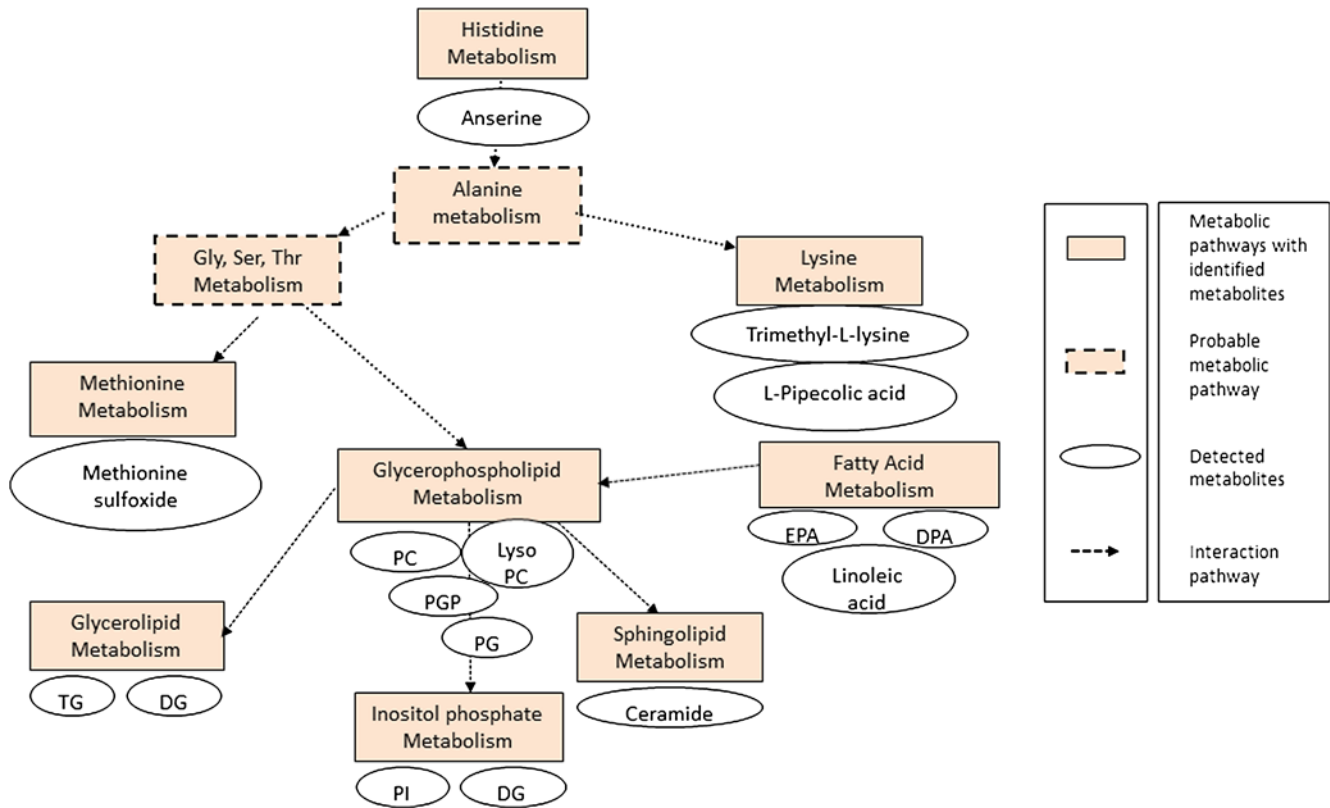 Histidine
Metabolism
Anserine
Alanine
metabolism
Gly, Ser, Thr
Metabolism
Lysine
Metabolism
Trimethyl-L-lysine
L-Pipecolic acid
Methionine
Metabolism
Methionine
sulfoxide
Glycerophospholipid
Metabolism
Fatty Acid
Metabolism
PC
Lyso
PC
PGP
PG
EPA
DPA
Linoleic
acid
Glycerolipid
Metabolism
TG
DG
Sphingolipid
Metabolism
Ceramide
Inositol phosphate
Metabolism
PI
DG
Metabolic
pathways with
identified
metabolites
Probable
metabolic
pathway
Detected
metabolites
Interaction
pathway